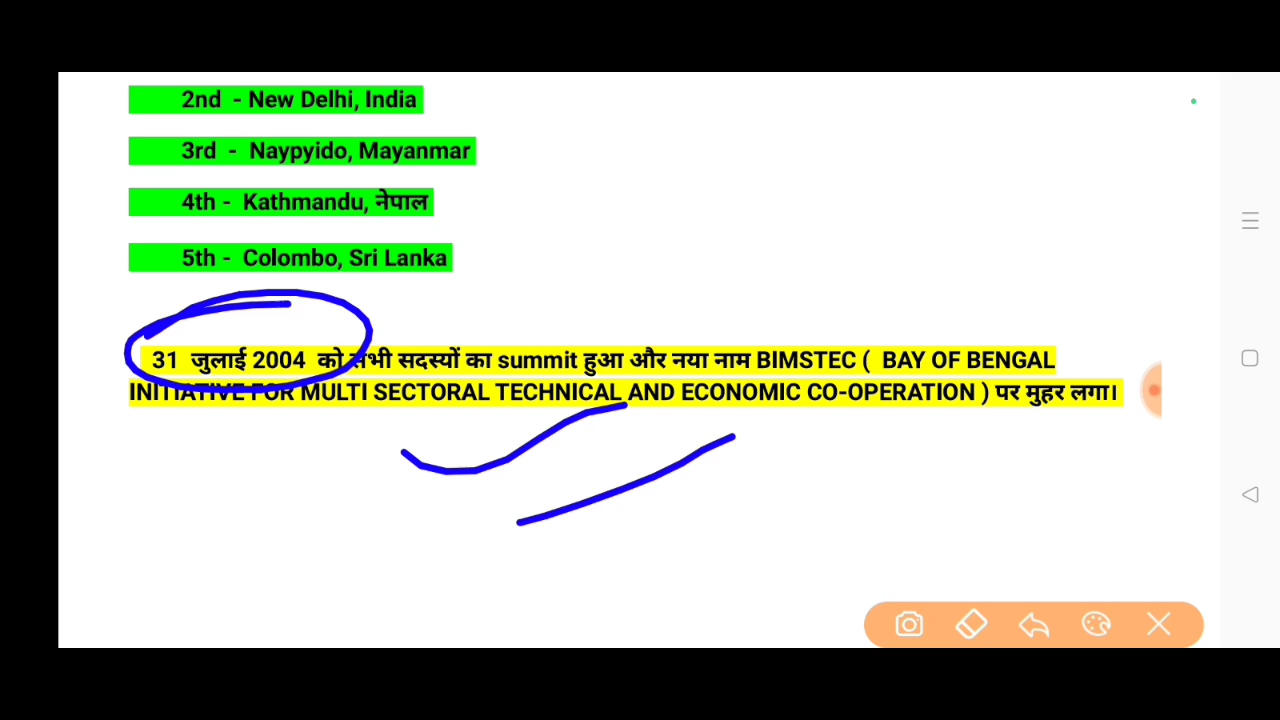 2nd - New Delhi, India
3rd - Naypyido, Mayanmar
4th - Kathmandu, नेपाल
5th - Colombo, Sri Lanka
31 जुलाई 2004 को सभी सदस्यों का summit हुआ और नया नाम BIMSTEC ( BAY OF BENGAL
INITIATIVE FOR MULTI SECTORAL TECHNICAL AND ECONOMIC CO-OPERATION ) पर मुहर लगा।